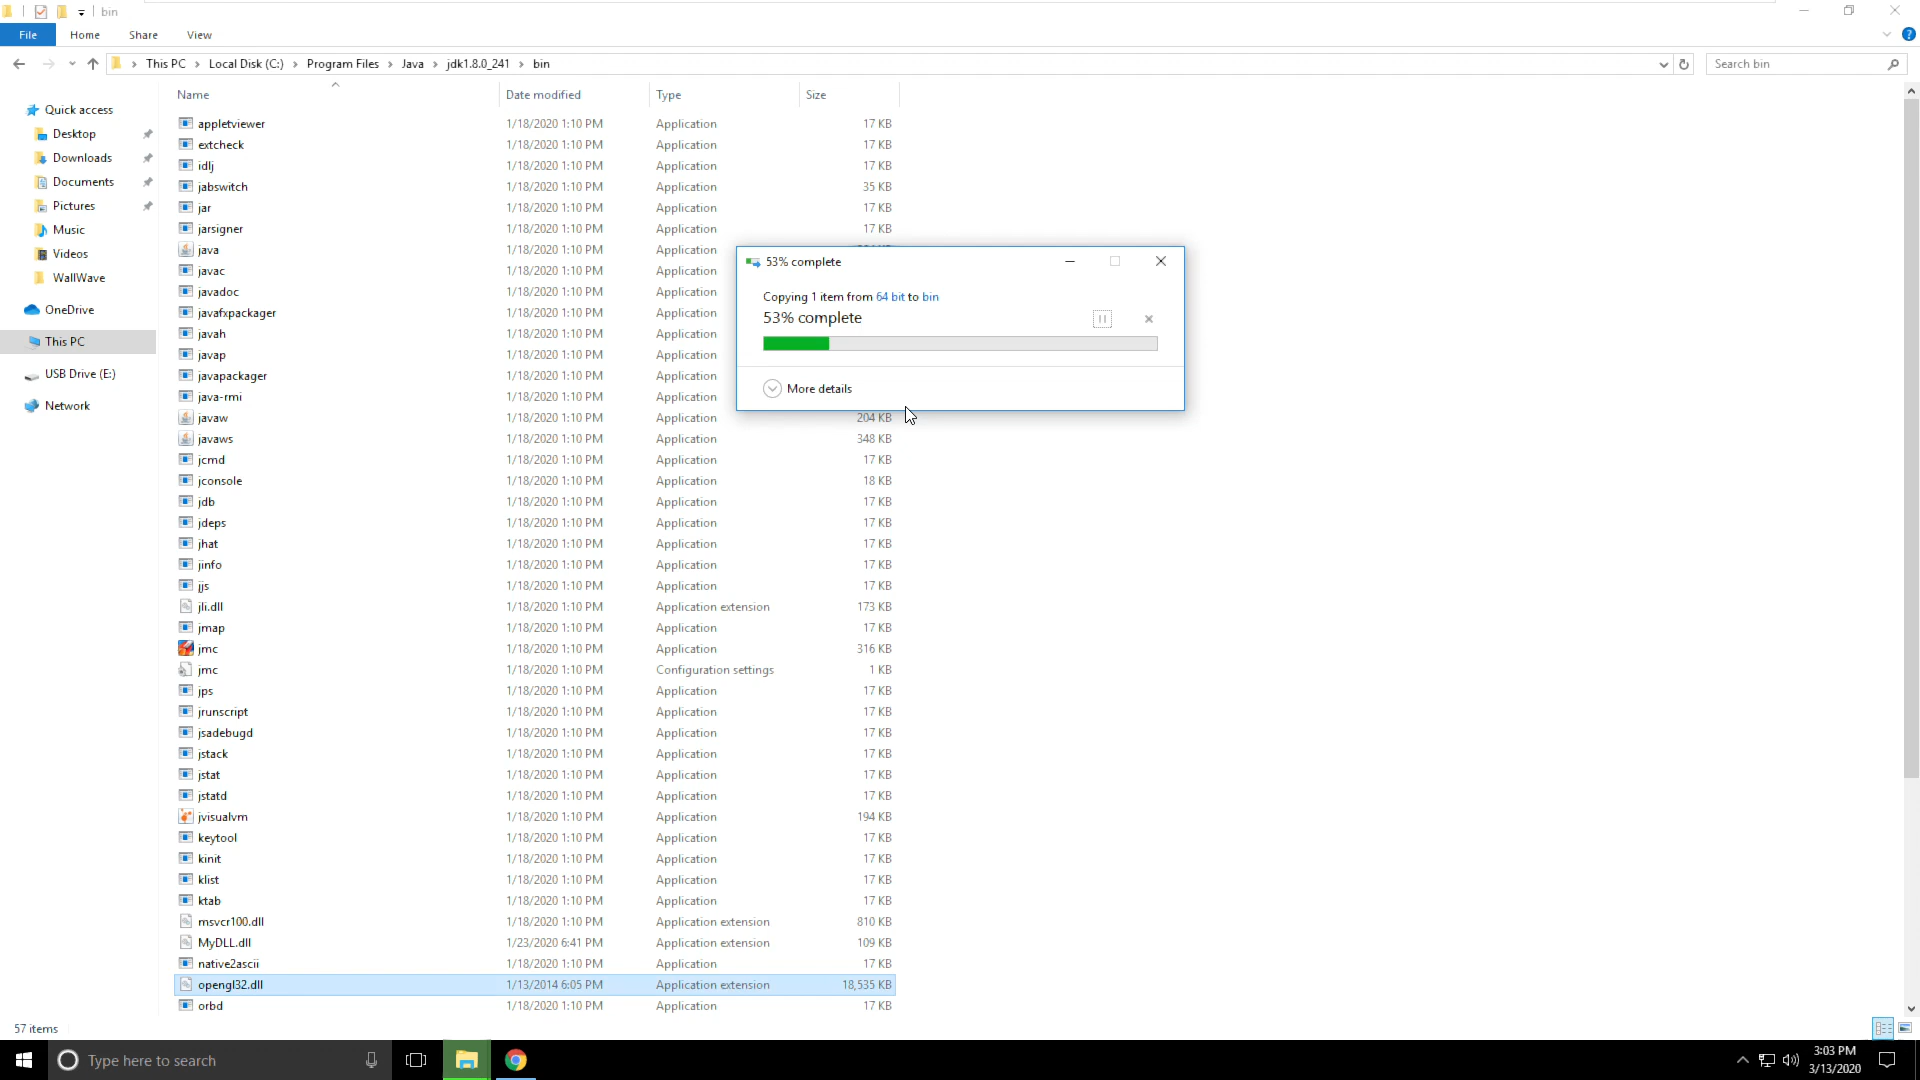 bin
File Home Share View
This PC Local Disk (C:) Program Files Java jdk1.8.0_241 bin Search bin
Quick access
Desktop
Downloads
Documents
Pictures
Music
Videos
WallWave
OneDrive
This PC
USB Drive (E:)
Network
Name Date modified Type Size
appletviewer 1/18/2020 1:10 PM Application 17 KB
extcheck 1/18/2020 1:10 PM Application 17 KB
idlj 1/18/2020 1:10 PM Application 17 KB
jabswitch 1/18/2020 1:10 PM Application 35 KB
jar 1/18/2020 1:10 PM Application 17 KB
jarsigner 1/18/2020 1:10 PM Application 17 KB
java 1/18/2020 1:10 PM Application
javac 1/18/2020 1:10 PM Application
javadoc 1/18/2020 1:10 PM Application
javafxpackager 1/18/2020 1:10 PM Application
javah 1/18/2020 1:10 PM Application
javap 1/18/2020 1:10 PM Application
javapackager 1/18/2020 1:10 PM Application
java-rmi 1/18/2020 1:10 PM Application
javaw 1/18/2020 1:10 PM Application 204 KB
javaws 1/18/2020 1:10 PM Application 348 KB
jcmd 1/18/2020 1:10 PM Application 17 KB
jconsole 1/18/2020 1:10 PM Application 18 KB
jdb 1/18/2020 1:10 PM Application 17 KB
jdeps 1/18/2020 1:10 PM Application 17 KB
jhat 1/18/2020 1:10 PM Application 17 KB
jinfo 1/18/2020 1:10 PM Application 17 KB
jjs 1/18/2020 1:10 PM Application 17 KB
jli.dll 1/18/2020 1:10 PM Application extension 173 KB
jmap 1/18/2020 1:10 PM Application 17 KB
jmc 1/18/2020 1:10 PM Application 316 KB
jmc 1/18/2020 1:10 PM Configuration settings 1 KB
jps 1/18/2020 1:10 PM Application 17 KB
jrunscript 1/18/2020 1:10 PM Application 17 KB
jsadebugd 1/18/2020 1:10 PM Application 17 KB
jstack 1/18/2020 1:10 PM Application 17 KB
jstat 1/18/2020 1:10 PM Application 17 KB
jstatd 1/18/2020 1:10 PM Application 17 KB
jvisualvm 1/18/2020 1:10 PM Application 194 KB
keytool 1/18/2020 1:10 PM Application 17 KB
kinit 1/18/2020 1:10 PM Application 17 KB
klist 1/18/2020 1:10 PM Application 17 KB
ktab 1/18/2020 1:10 PM Application 17 KB
msvcr100.dll 1/18/2020 1:10 PM Application extension 810 KB
MyDLL.dll 1/23/2020 6:41 PM Application extension 109 KB
native2ascii 1/18/2020 1:10 PM Application 17 KB
opengl32.dll 1/13/2014 6:05 PM Application extension 18,535 KB
orbd 1/18/2020 1:10 PM Application 17 KB
53% complete
Copying 1 item from 64 bit to bin
53% complete
More details
57 items
Type here to search
3:03 PM
3/13/2020